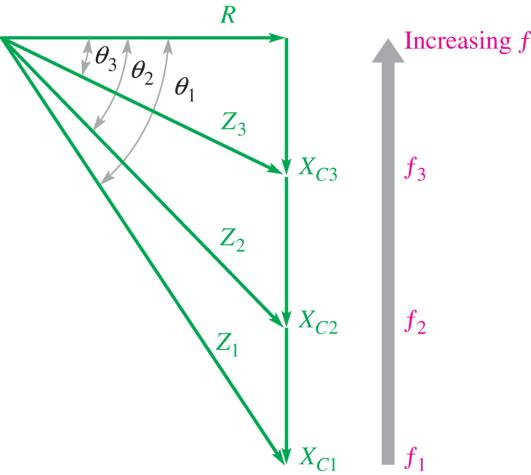 R
Increasing f
θ3
θ2
θ1
Z3
XC3
f3
Z2
XC2
f2
Z1
XC1
f1